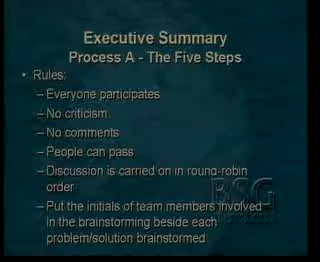 Executive Summary
Process A - The Five Steps
• Rules:
– Everyone participates
– No criticism.
– No comments
– People can pass
– Discussion is carried on in round-robin
order
– Put the initials of team members involved
In the brainstorming beside each
problem/solution brainstormed